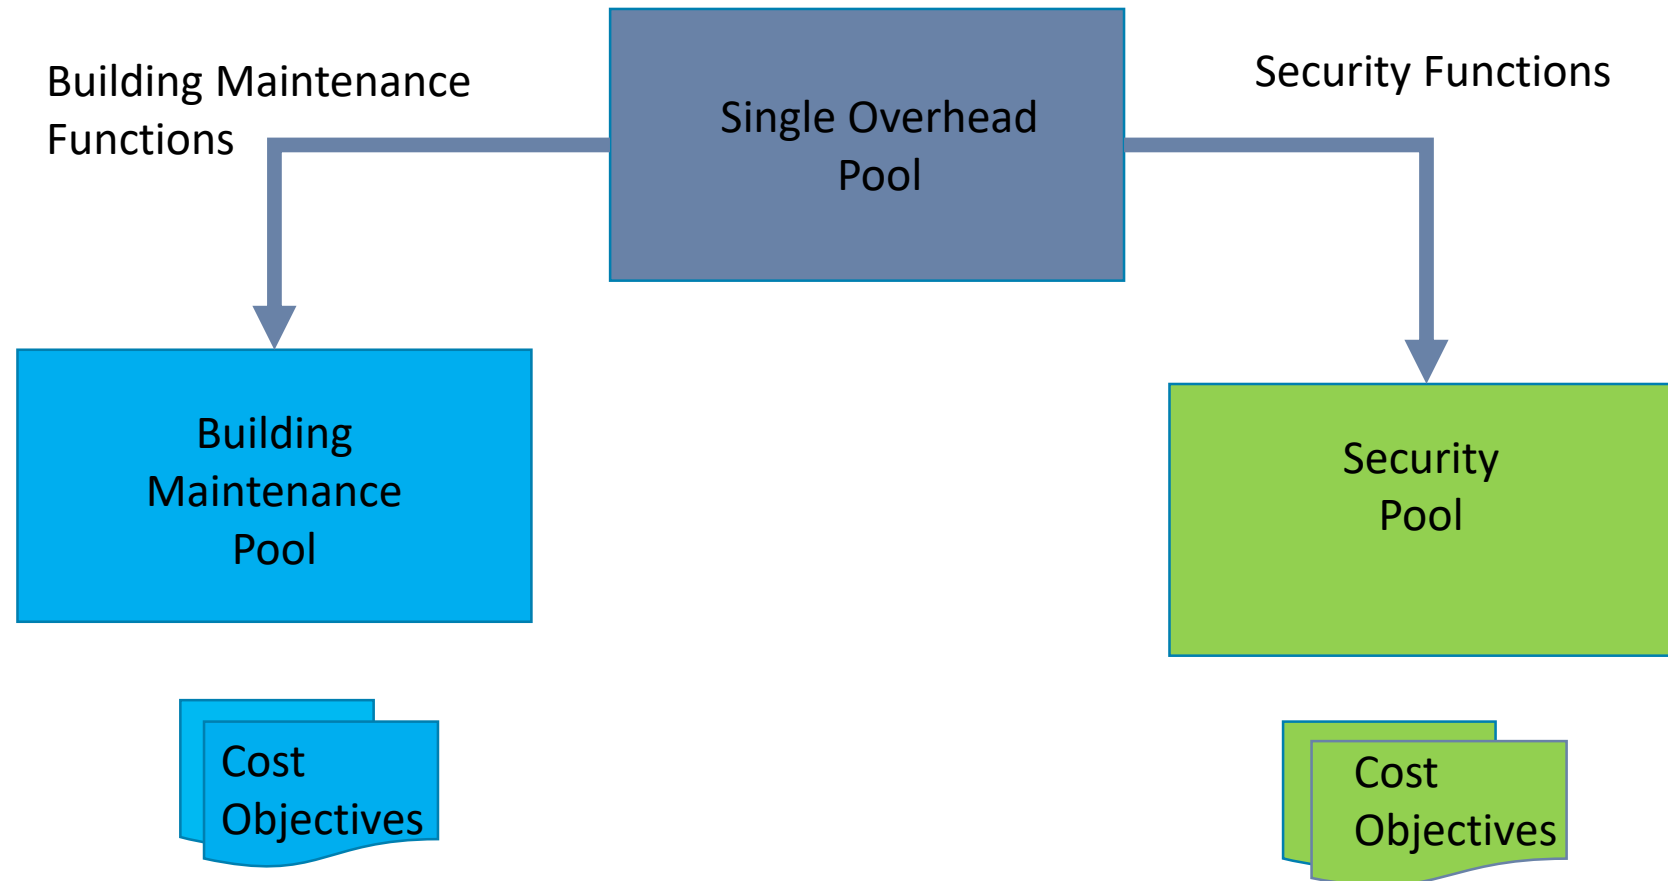 Building Maintenance
Functions
Single Overhead
Pool
Security Functions
Building
Maintenance
Pool
Security
Pool
Cost
Objectives
Cost
Objectives